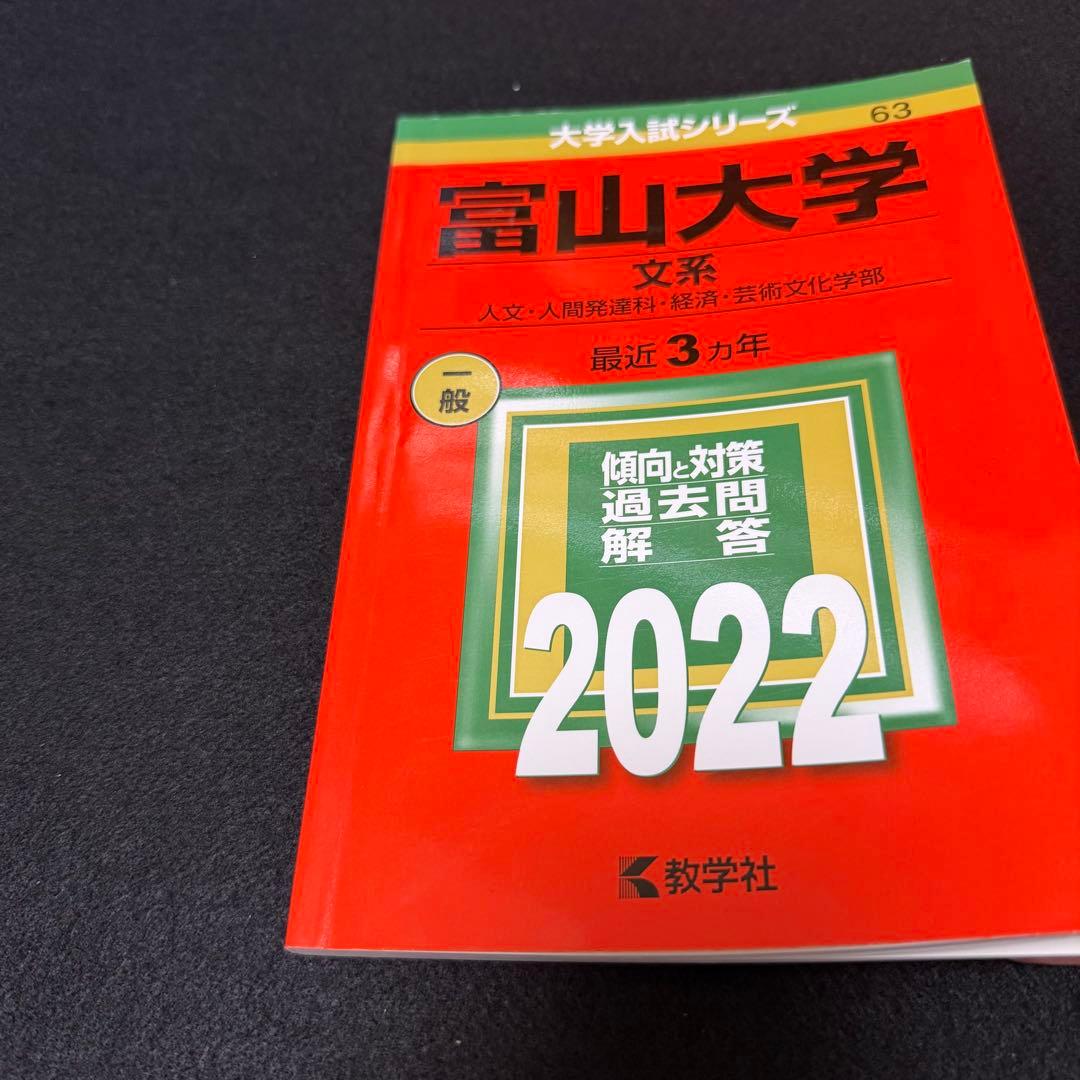 大学入試シリーズ
63
富山大学
文系
人文・人間発達科・経済・芸術文化学部
最近3カ年
一般
傾向と対策
過去問
解答
2022
教学社